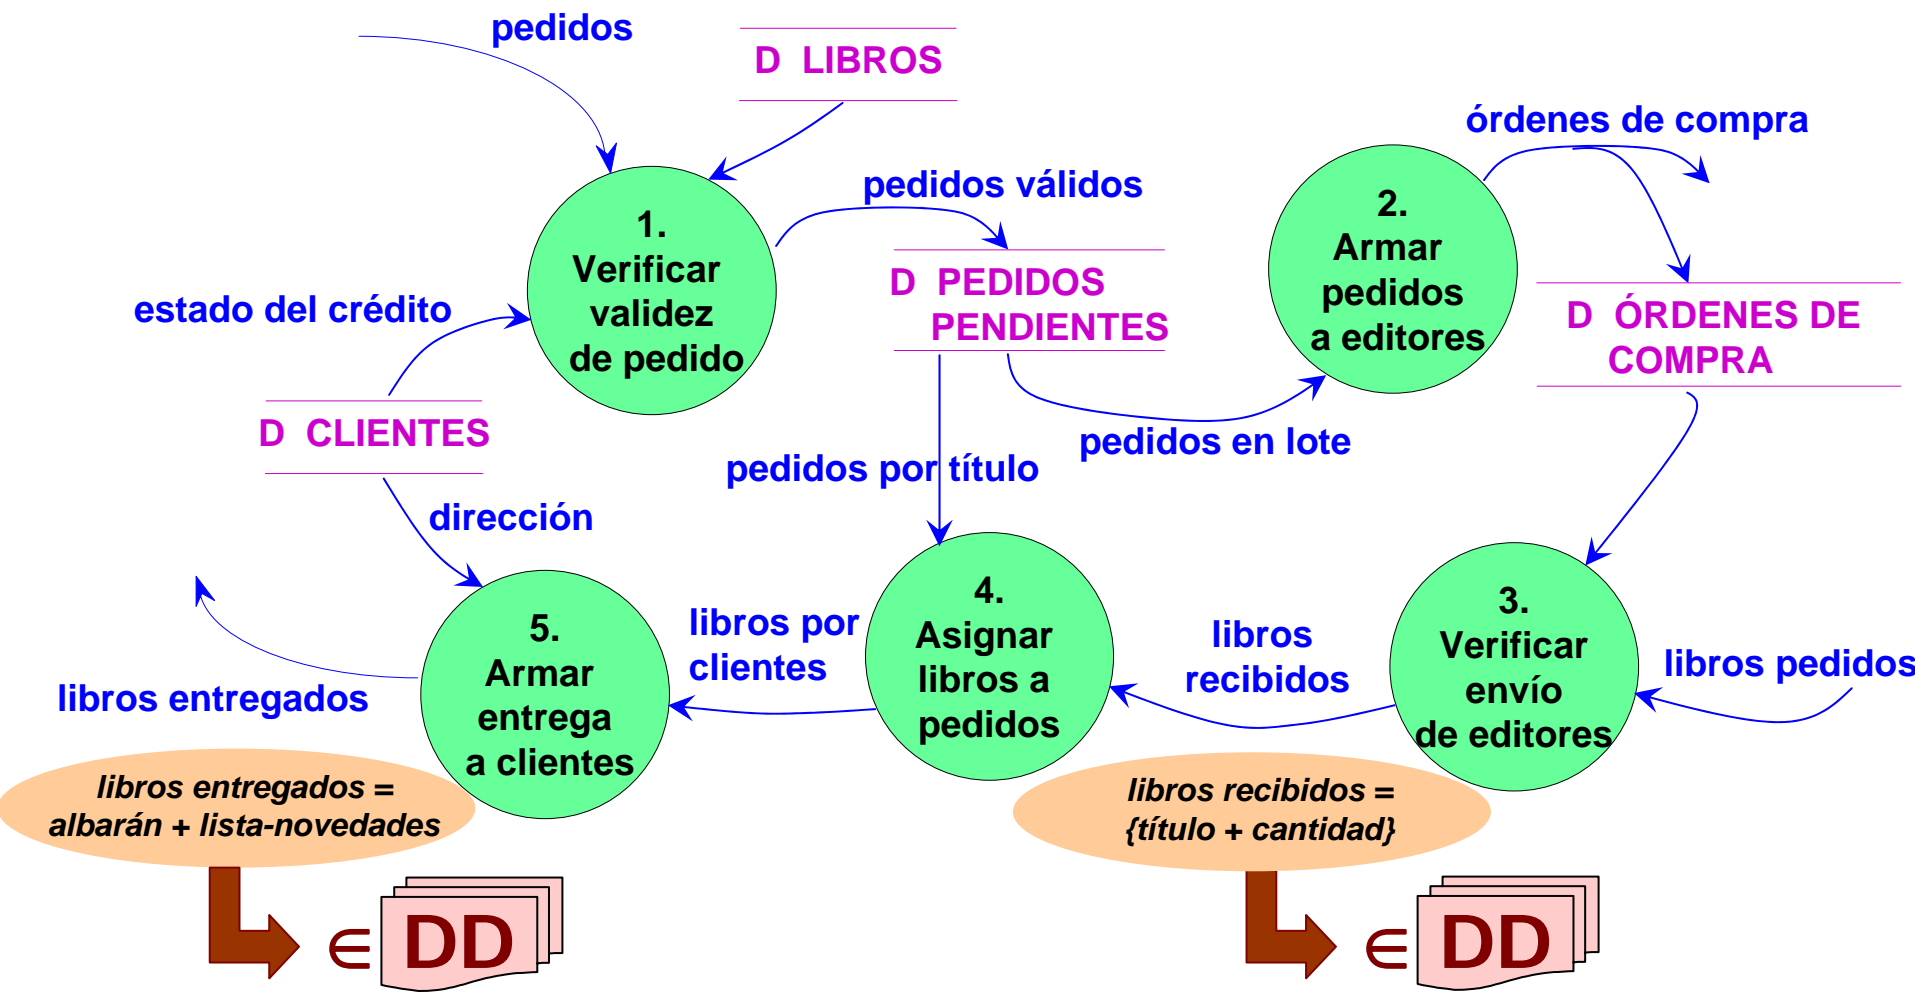 pedidos
D LIBROS
órdenes de compra
pedidos válidos
1.
Verificar
validez
de pedido
2.
Armar
pedidos
a editores
D PEDIDOS
PENDIENTES
estado del crédito
D ÓRDENES DE
COMPRA
D CLIENTES
pedidos en lote
pedidos por título
dirección
4.
Asignar
libros a
pedidos
3.
Verificar
envío
de editores
5.
Armar
entrega
a clientes
libros por
clientes
libros
recibidos
libros pedidos
libros entregados
libros entregados =
albarán + lista-novedades
libros recibidos =
{título + cantidad}
∈ DD
∈ DD